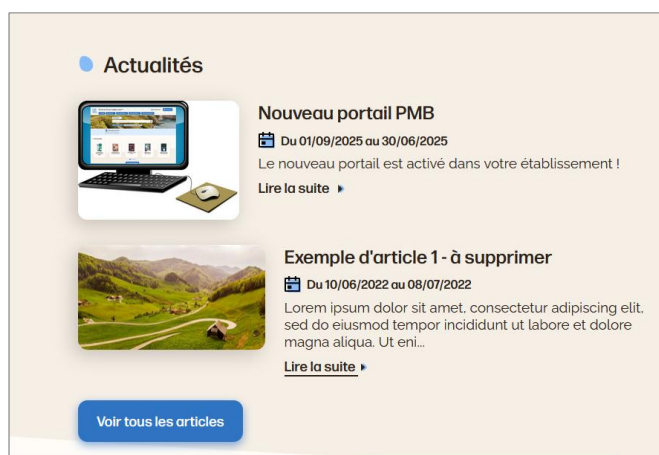 Actualités
Nouveau portail PMB
Du 01/09/2025 au 30/06/2025
Le nouveau portail est activé dans votre établissement !
Lire la suite
Exemple d'article 1 - à supprimer
Du 10/06/2022 au 08/07/2022
Lorem ipsum dolor sit amet, consectetur adipiscing elit,
sed do eiusmod tempor incididunt ut labore et dolore
magna aliqua. Ut eni...
Lire la suite
Voir tous les articles